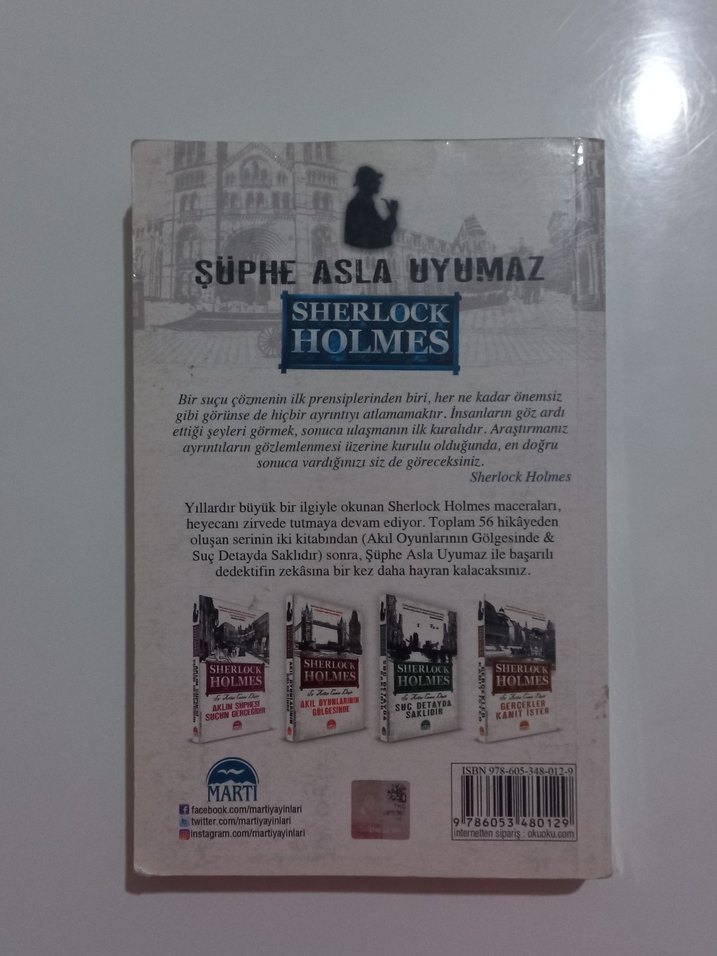 ŞÜPHE ASLA UYUMAZ
SHERLOCK
HOLMES
Bir suçu çözmenin ilk prensiplerinden biri, her ne kadar önemsiz
gibi görünse de hiçbir ayrıntıyı atlamamaktır. İnsanların göz ardı
ettiği şeyleri görmek, sonuca ulaşmanın ilk kuralıdır. Araştırmanız
ayrıntıların gözlemlenmesi üzerine kurulu olduğunda, en doğru
sonuca vardığınızı siz de göreceksiniz.
Sherlock Holmes
Yıllardır büyük bir ilgiyle okunan Sherlock Holmes maceraları,
heyecanı zirvede tutmaya devam ediyor. Toplam 56 hikâyeden
oluşan serinin iki kitabından (Akıl Oyunlarının Gölgesinde &
Suç Detayda Saklıdır) sonra, Şüphe Asla Uyumaz ile başarılı
dedektifin zekâsına bir kez daha hayran kalacaksınız.
SHERLOCK
HOLMES
AKLIN ŞÜPHESİ
SUÇUN GERÇEĞİDİR
SHERLOCK
HOLMES
AKIL OYUNLARININ
GÖLGESİNDE
SHERLOCK
HOLMES
SUÇ DETAYDA
SAKLIDIR
SHERLOCK
HOLMES
GERÇEKLER
KANIT İSTER
MARTI
facebook.com/martiyayinlari
twitter.com/martiyayinlari
instagram.com/martiyayinlari
ISBN 978-605-348-012-9
9 786053 480129
internetten sipariş : okuoku.com